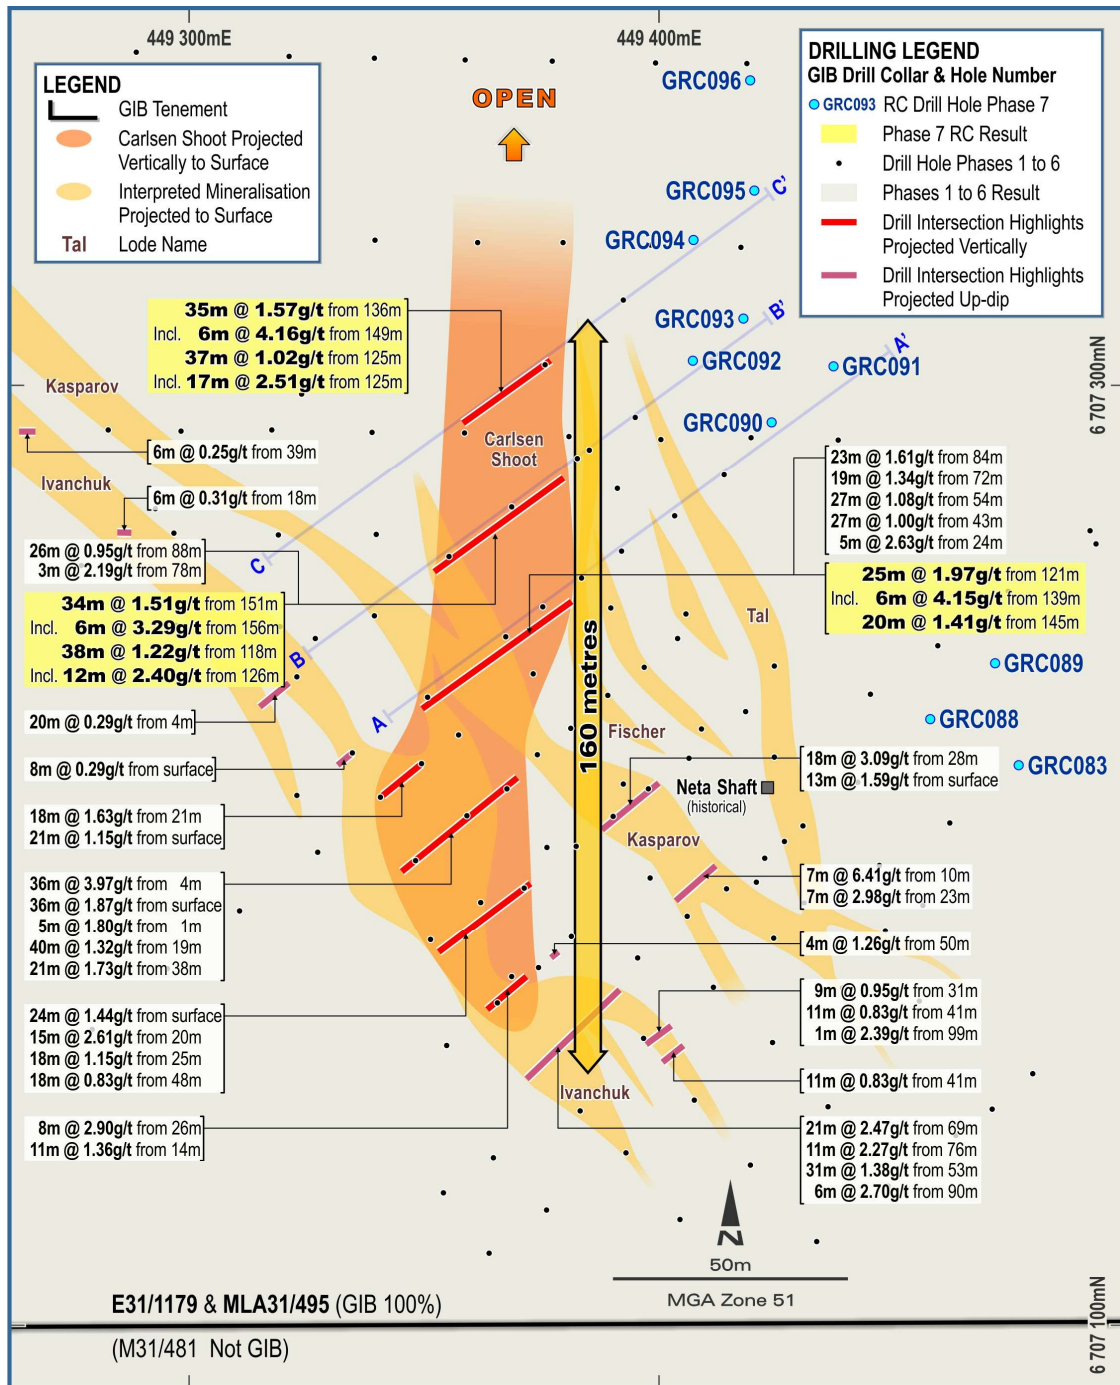 449 300mE
449 400mE
LEGEND
GIB Tenement
Carlsen Shoot Projected
Vertically to Surface
Interpreted Mineralisation
Projected to Surface
Tal Lode Name
OPEN
DRILLING LEGEND
GIB Drill Collar & Hole Number
GRC093 RC Drill Hole Phase 7
Phase 7 RC Result
Drill Hole Phases 1 to 6
Phases 1 to 6 Result
Drill Intersection Highlights
Projected Vertically
Drill Intersection Highlights
Projected Up-dip
GRC096
GRC095
C'
GRC094
GRC093
B'
GRC092
A'
GRC091
GRC090
6 707 300mN
35m @ 1.57g/t from 136m
Incl. 6m @ 4.16g/t from 149m
37m @ 1.02g/t from 125m
Incl. 17m @ 2.51g/t from 125m
Kasparov
6m @ 0.25g/t from 39m
Ivanchuk
6m @ 0.31g/t from 18m
Carlsen
Shoot
26m @ 0.95g/t from 88m
3m @ 2.19g/t from 78m
C
34m @ 1.51g/t from 151m
Incl. 6m @ 3.29g/t from 156m
38m @ 1.22g/t from 118m
Incl. 12m @ 2.40g/t from 126m
B
A
23m @ 1.61g/t from 84m
19m @ 1.34g/t from 72m
27m @ 1.08g/t from 54m
27m @ 1.00g/t from 43m
5m @ 2.63g/t from 24m
25m @ 1.97g/t from 121m
Incl. 6m @ 4.15g/t from 139m
20m @ 1.41g/t from 145m
Tal
GRC089
GRC088
GRC083
160 metres
Fischer
20m @ 0.29g/t from 4m
8m @ 0.29g/t from surface
18m @ 1.63g/t from 21m
21m @ 1.15g/t from surface
36m @ 3.97g/t from 4m
36m @ 1.87g/t from surface
5m @ 1.80g/t from 1m
40m @ 1.32g/t from 19m
21m @ 1.73g/t from 38m
24m @ 1.44g/t from surface
15m @ 2.61g/t from 20m
18m @ 1.15g/t from 25m
18m @ 0.83g/t from 48m
8m @ 2.90g/t from 26m
11m @ 1.36g/t from 14m
Neta Shaft
(historical)
Kasparov
18m @ 3.09g/t from 28m
13m @ 1.59g/t from surface
7m @ 6.41g/t from 10m
7m @ 2.98g/t from 23m
4m @ 1.26g/t from 50m
9m @ 0.95g/t from 31m
11m @ 0.83g/t from 41m
1m @ 2.39g/t from 99m
11m @ 0.83g/t from 41m
Ivanchuk
21m @ 2.47g/t from 69m
11m @ 2.27g/t from 76m
31m @ 1.38g/t from 53m
6m @ 2.70g/t from 90m
N
50m
MGA Zone 51
E31/1179 & MLA31/495 (GIB 100%)
(M31/481 Not GIB)
6 707 100mN